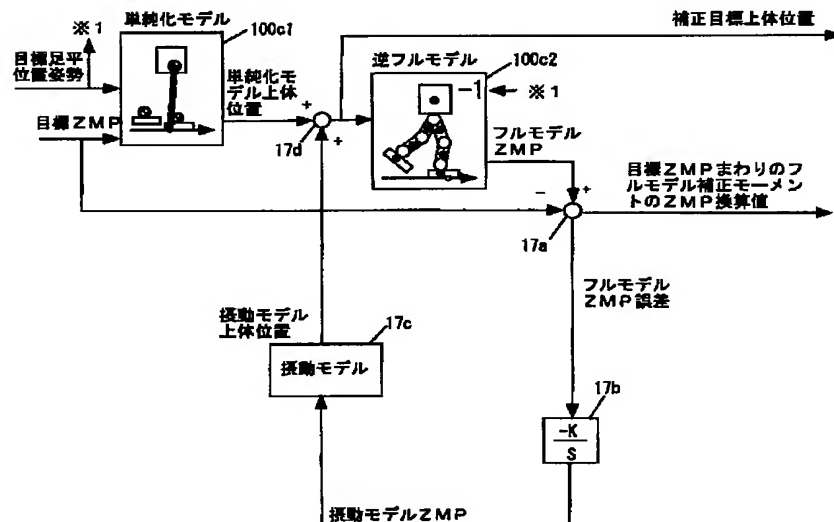 単純化モデル
※1
100c1
目標足平
位置姿勢
目標ZMP
単純化モ
デル上体
位置
+
+
17d
逆フルモデル
100c2
-1
※1
フルモデル
ZMP
補正目標上体位置
-
+
17a
目標ZMPまわりのフ
ルモデル補正モーメン
トのZMP換算値
フルモデル
ZMP誤差
摂動モデル
上体位置
17c
摂動モデル
17b
-K
S
摂動モデルZMP